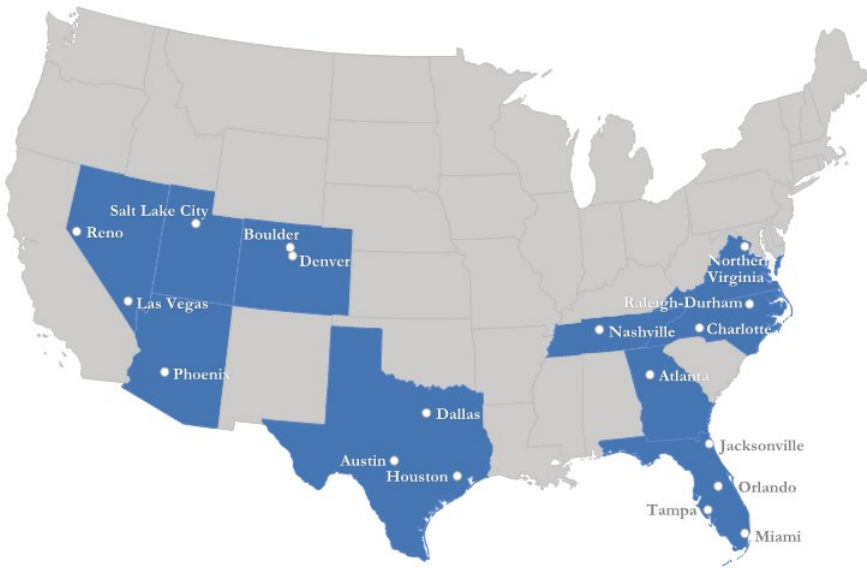 Salt Lake City
Reno
Boulder
Denver
Las Vegas
Phoenix
Dallas
Austin
Houston
Northern
Virginia
Raleigh-Durham
Nashville
Charlotte
Atlanta
Jacksonville
Orlando
Tampa
Miami